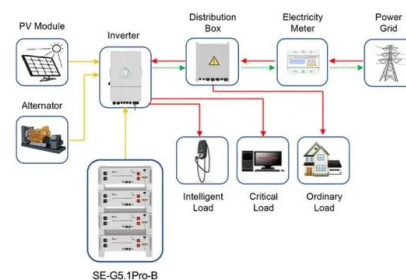 PV Module
Inverter
Distribution
Box
Electricity
Meter
Power
Grid
Alternator
Intelligent
Load
Critical
Load
Ordinary
Load
SE-G5.1Pro-B